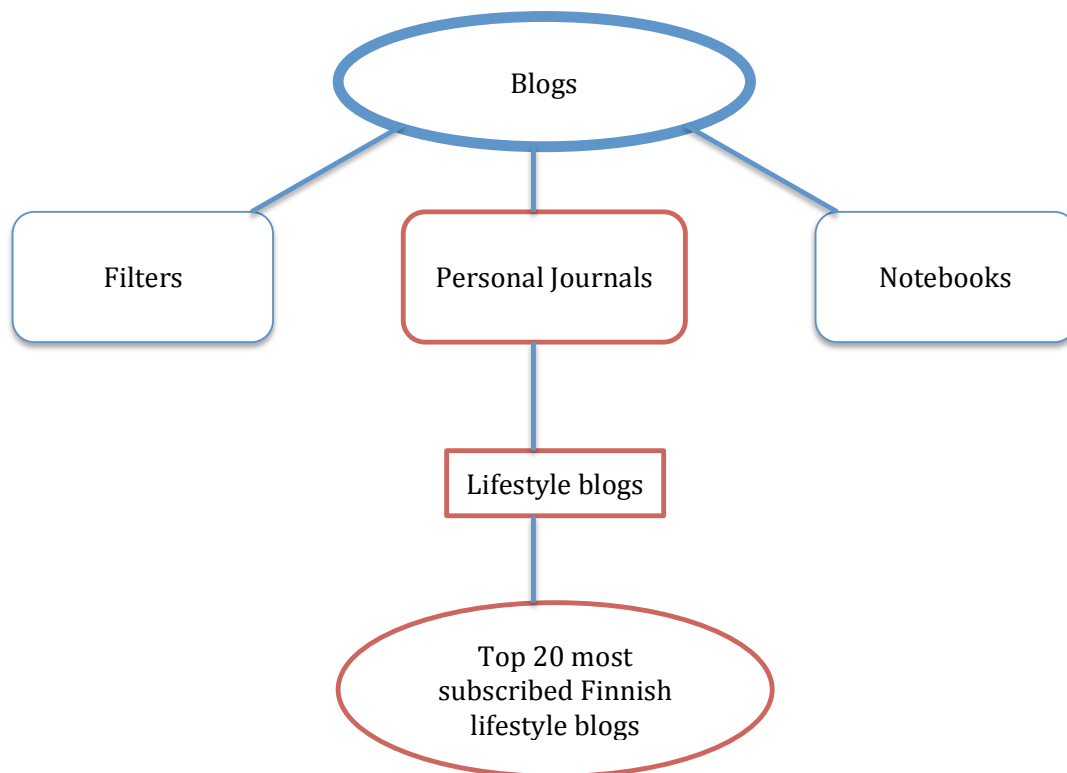 Blogs
Filters
Personal Journals
Notebooks
Lifestyle blogs
Top 20 most
subscribed Finnish
lifestyle blogs